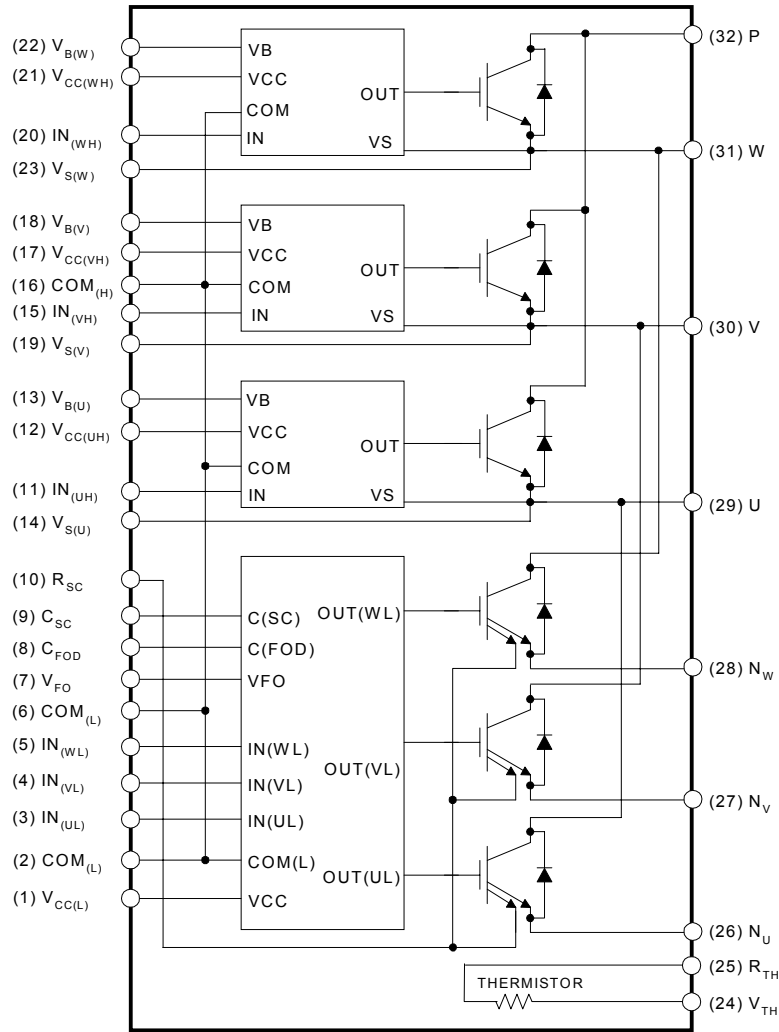 (22) VB(W)
(21) VCC(WH)
(20) IN(WH)
(23) VS(W)
VB
VCC
COM
IN
OUT
VS
(32) P
(31) W
(18) VB(V)
(17) VCC(VH)
(16) COM(H)
(15) IN(VH)
(19) VS(V)
VB
VCC
COM
IN
OUT
VS
(30) V
(13) VB(U)
(12) VCC(UH)
(11) IN(UH)
(14) VS(U)
VB
VCC
COM
IN
OUT
VS
(29) U
(10) RSC
(9) CSC
(8) CFOD
(7) VFO
(6) COM(L)
(5) IN(WL)
(4) IN(VL)
(3) IN(UL)
(2) COM(L)
(1) VCC(L)
C(SC)
C(FOD)
VFO
IN(WL)
IN(VL)
IN(UL)
COM(L)
VCC
OUT(WL)
OUT(VL)
OUT(UL)
(28) NW
(27) NV
(26) NU
(25) RTH
(24) VTH
THERMISTOR